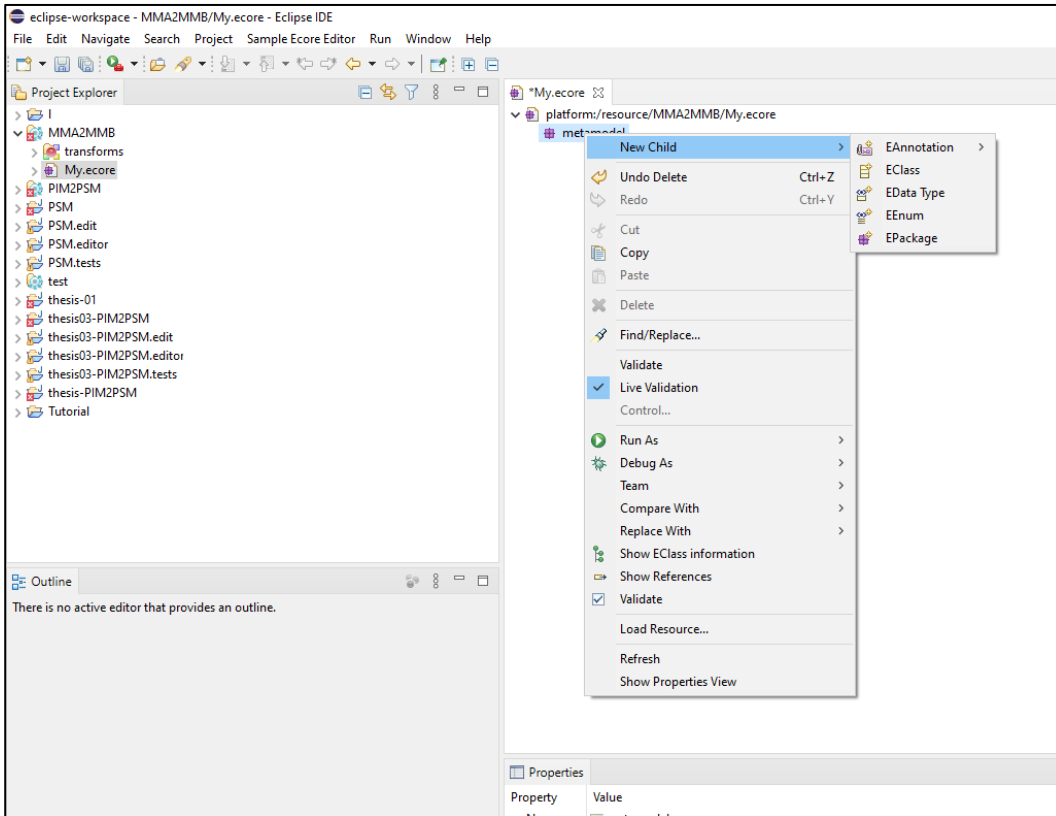 eclipse-workspace - MMA2MMB/My.ecore - Eclipse IDE
File Edit Navigate Search Project Sample Ecore Editor Run Window Help
Project Explorer
I
MMA2MMB
transforms
My.ecore
PIM2PSM
PSM
PSM.edit
PSM.editor
PSM.tests
test
thesis-01
thesis03-PIM2PSM
thesis03-PIM2PSM.edit
thesis03-PIM2PSM.editor
thesis03-PIM2PSM.tests
thesis-PIM2PSM
Tutorial
Outline
There is no active editor that provides an outline.
*My.ecore
platform:/resource/MMA2MMB/My.ecore
metamodel
New Child
Undo Delete Ctrl+Z
Redo Ctrl+Y
Cut
Copy
Paste
Delete
Find/Replace...
Validate
Live Validation
Control...
Run As
Debug As
Team
Compare With
Replace With
Show EClass information
Show References
Validate
Load Resource...
Refresh
Show Properties View
EAnnotation
EClass
EData Type
EEnum
EPackage
Properties
Property Value